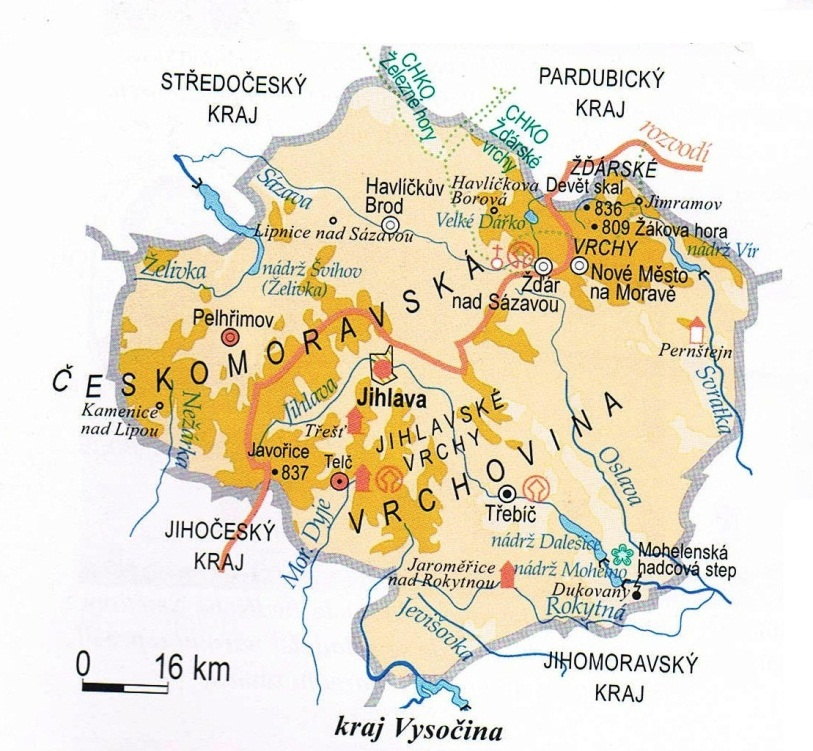 STŘEDOČESKÝ
KRAJ
PARDUBICKÝ
KRAJ
CHKO
Železné hory
CHKO
Žďárské
vrchy
rozvodí
ŽĎÁRSKÉ
Devět skal
836
Jimramov
809 Žákova hora
VRCHY
nádrž Vír
Havlíčkova
Borová
Velké Dářko
Havlíčkův
Brod
Sázava
Lipnice nad Sázavou
Želivka
nádrž Švihov
(Želivka)
Žďár
nad Sázavou
Nové Město
na Moravě
Pernštejn
Svratka
Pelhřimov
ČESKOMORAVSKÁ
Kamenice
nad Lipou
Nežárka
Jihlava
Jihlava
Třešť
JIHLAVSKÉ
VRCHY
VRCHOVINA
Javořice
837
Telč
Třebíč
Oslava
JIHOČESKÝ
KRAJ
Mor. Dyje
nádrž Dalešice
Mohelenská
hadcová step
Jaroměřice
nad Rokytnou
nádrž Mohelno
Dukovany
Rokytná
Jevišovka
JIHOMORAVSKÝ
KRAJ
0 16 km
kraj Vysočina